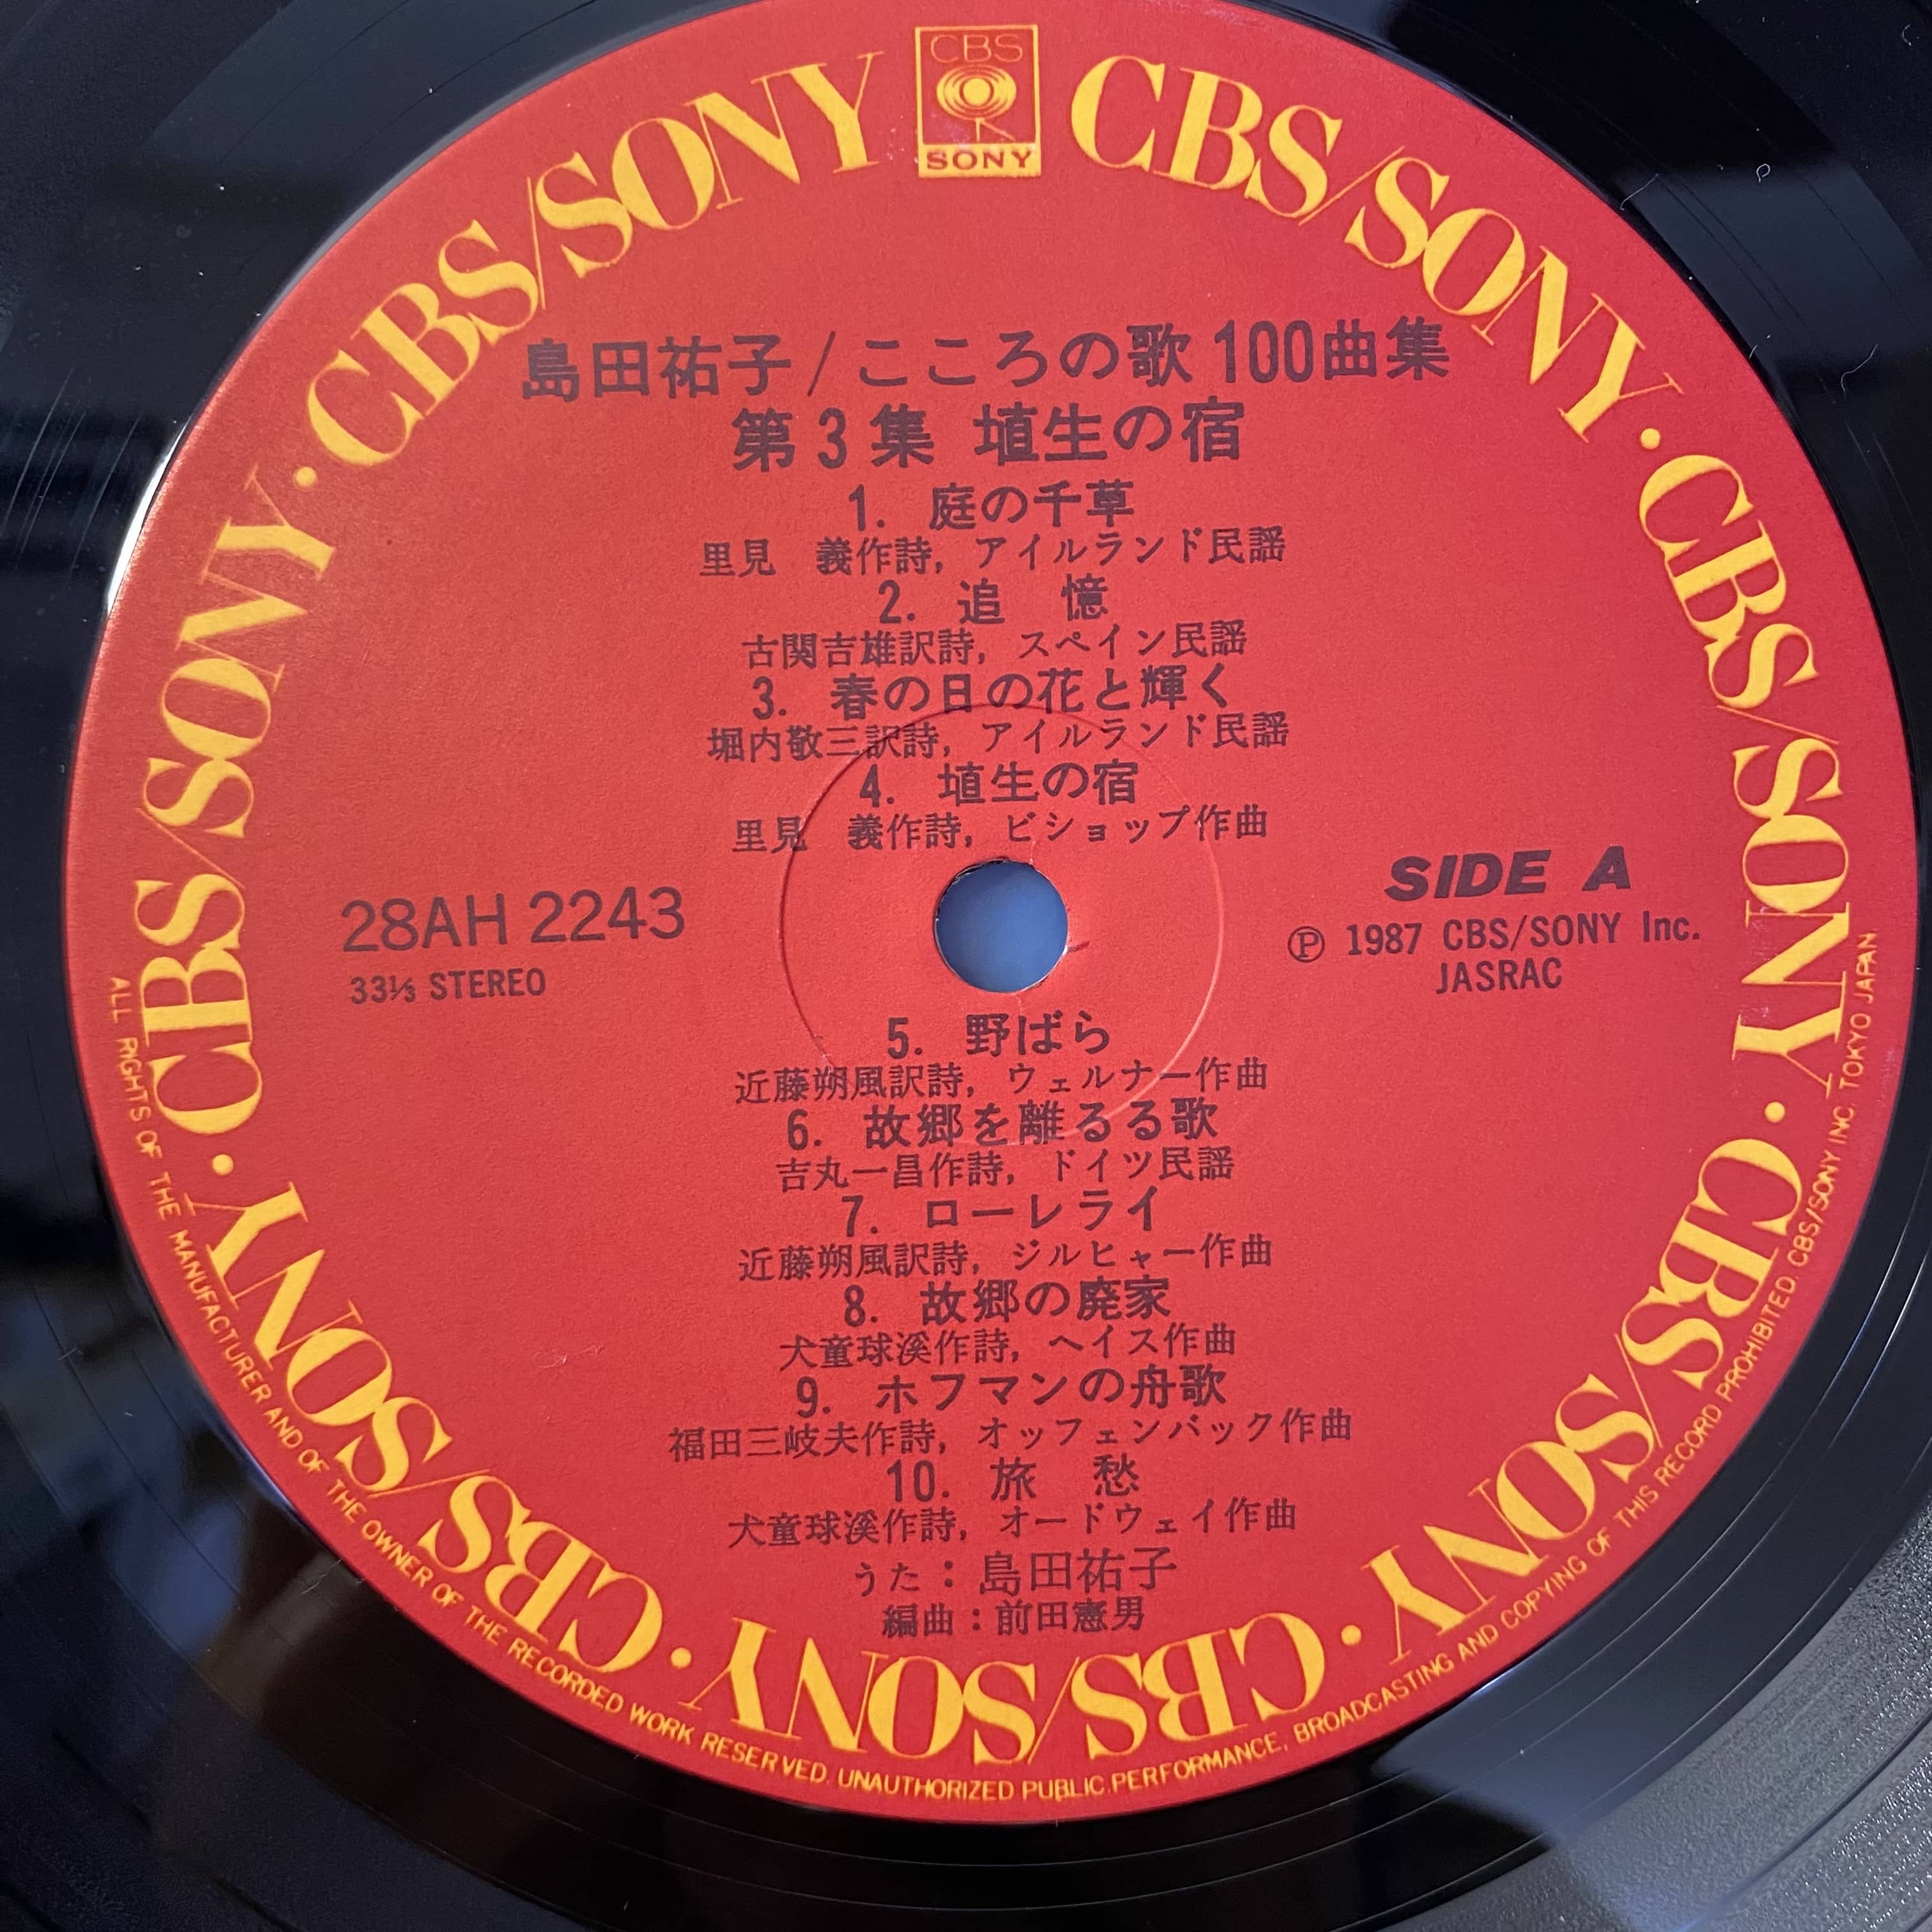 CBS
SONY
CBS/SONY · CBS/SONY · CBS/SONY · CBS/SONY · CBS/SONY · CBS/SONY · CBS/SONY
島田祐子/こころの歌100曲集
第3集 埴生の宿
1. 庭の千草
里見 義作詩, アイルランド民謡
2. 追 憶
古関吉雄訳詩, スペイン民謡
3. 春の日の花と輝く
堀内敬三訳詩, アイルランド民謡
4. 埴生の宿
里見 義作詩, ビショップ作曲
28AH 2243
33⅓ STEREO
SIDE A
Ⓟ 1987 CBS/SONY Inc.
JASRAC
5. 野ばら
近藤朔風訳詩, ウェルナー作曲
6. 故郷を離るる歌
吉丸一昌作詩, ドイツ民謡
7. ローレライ
近藤朔風訳詩, ジルヒャー作曲
8. 故郷の廃家
犬童球溪作詩, ヘイス作曲
9. ホフマンの舟歌
福田三岐夫作詩, オッフェンバック作曲
10. 旅 愁
犬童球溪作詩, オードウェイ作曲
うた：島田祐子
編曲：前田憲男
ALL RIGHTS OF THE MANUFACTURER AND OF THE OWNER OF THE RECORDED WORK RESERVED. UNAUTHORIZED PUBLIC PERFORMANCE, BROADCASTING AND COPYING OF THIS RECORD PROHIBITED. CBS/SONY INC. TOKYO JAPAN